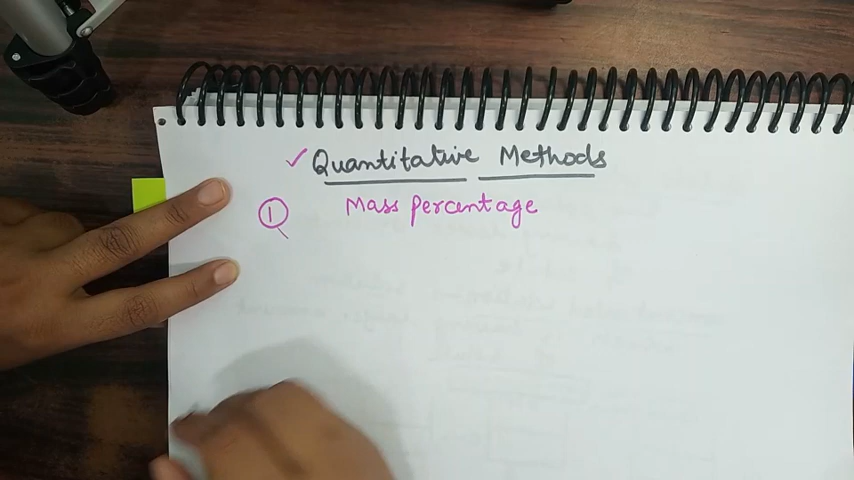 ✓ Quantitative Methods
① Mass percentage